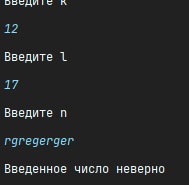 Введите k
12
Введите l
17
Введите n
rgregerger
Введенное число неверно